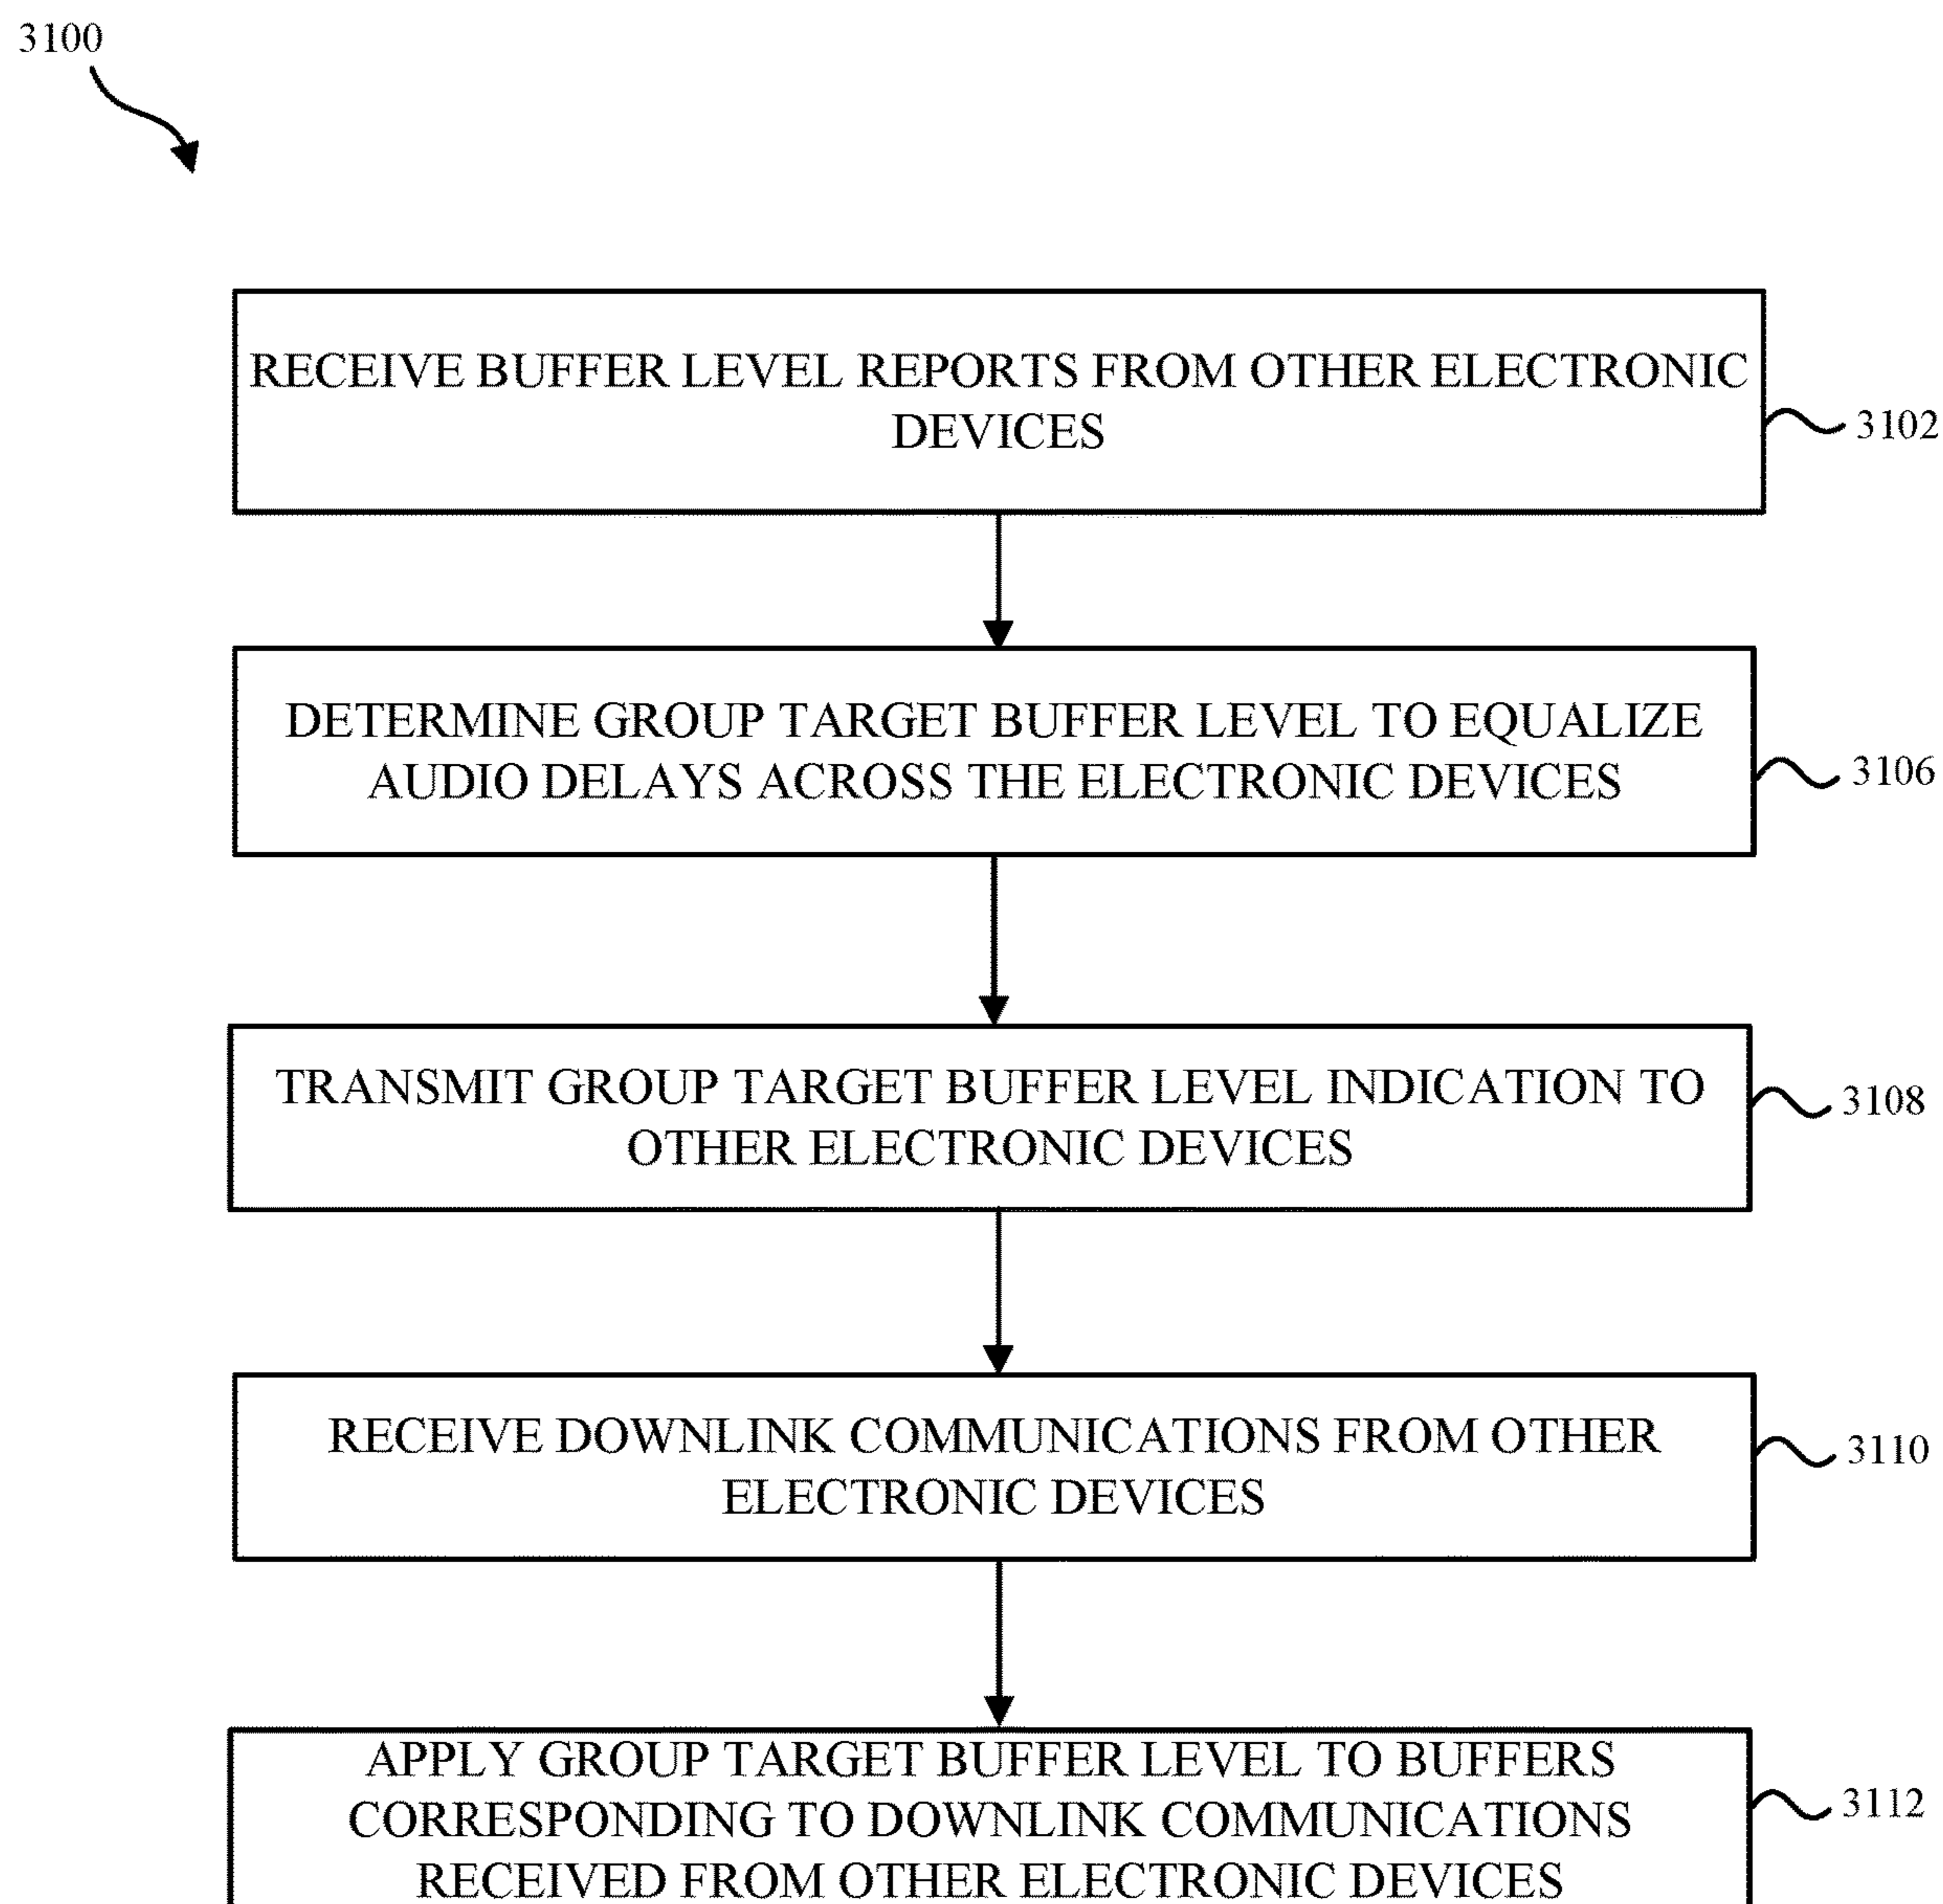 3100
RECEIVE BUFFER LEVEL REPORTS FROM OTHER ELECTRONIC
DEVICES
3102
DETERMINE GROUP TARGET BUFFER LEVEL TO EQUALIZE
AUDIO DELAYS ACROSS THE ELECTRONIC DEVICES
3106
TRANSMIT GROUP TARGET BUFFER LEVEL INDICATION TO
OTHER ELECTRONIC DEVICES
3108
RECEIVE DOWNLINK COMMUNICATIONS FROM OTHER
ELECTRONIC DEVICES
3110
APPLY GROUP TARGET BUFFER LEVEL TO BUFFERS
CORRESPONDING TO DOWNLINK COMMUNICATIONS
RECEIVED FROM OTHER ELECTRONIC DEVICES
3112